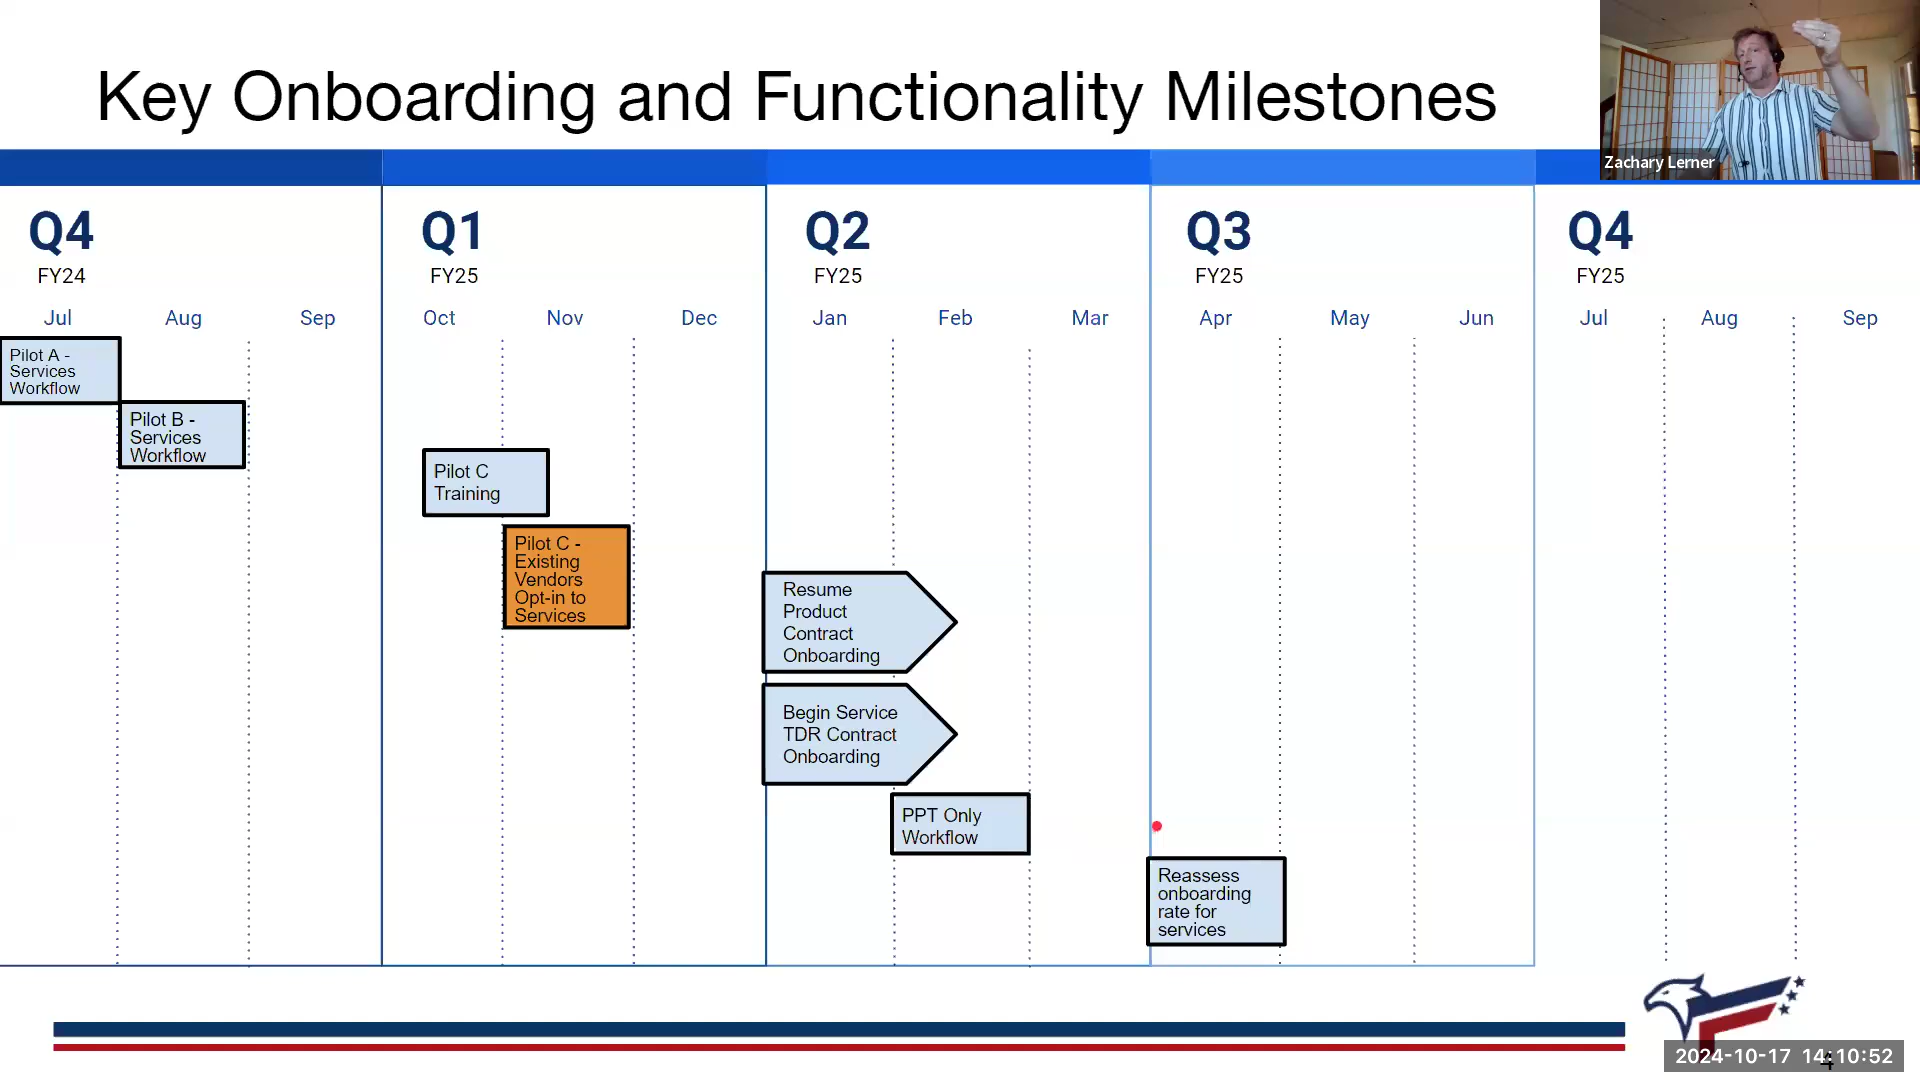 Key Onboarding and Functionality Milestones
Zachary Lerner
Q4
FY24
Jul
Aug
Sep
Q1
FY25
Oct
Nov
Dec
Q2
FY25
Jan
Feb
Mar
Q3
FY25
Apr
May
Jun
Q4
FY25
Jul
Aug
Sep
Pilot A -
Services
Workflow
Pilot B -
Services
Workflow
Pilot C
Training
Pilot C -
Existing
Vendors
Opt-in to
Services
Resume
Product
Contract
Onboarding
Begin Service
TDR Contract
Onboarding
PPT Only
Workflow
Reassess
onboarding
rate for
services
2024-10-17 14:10:52
4